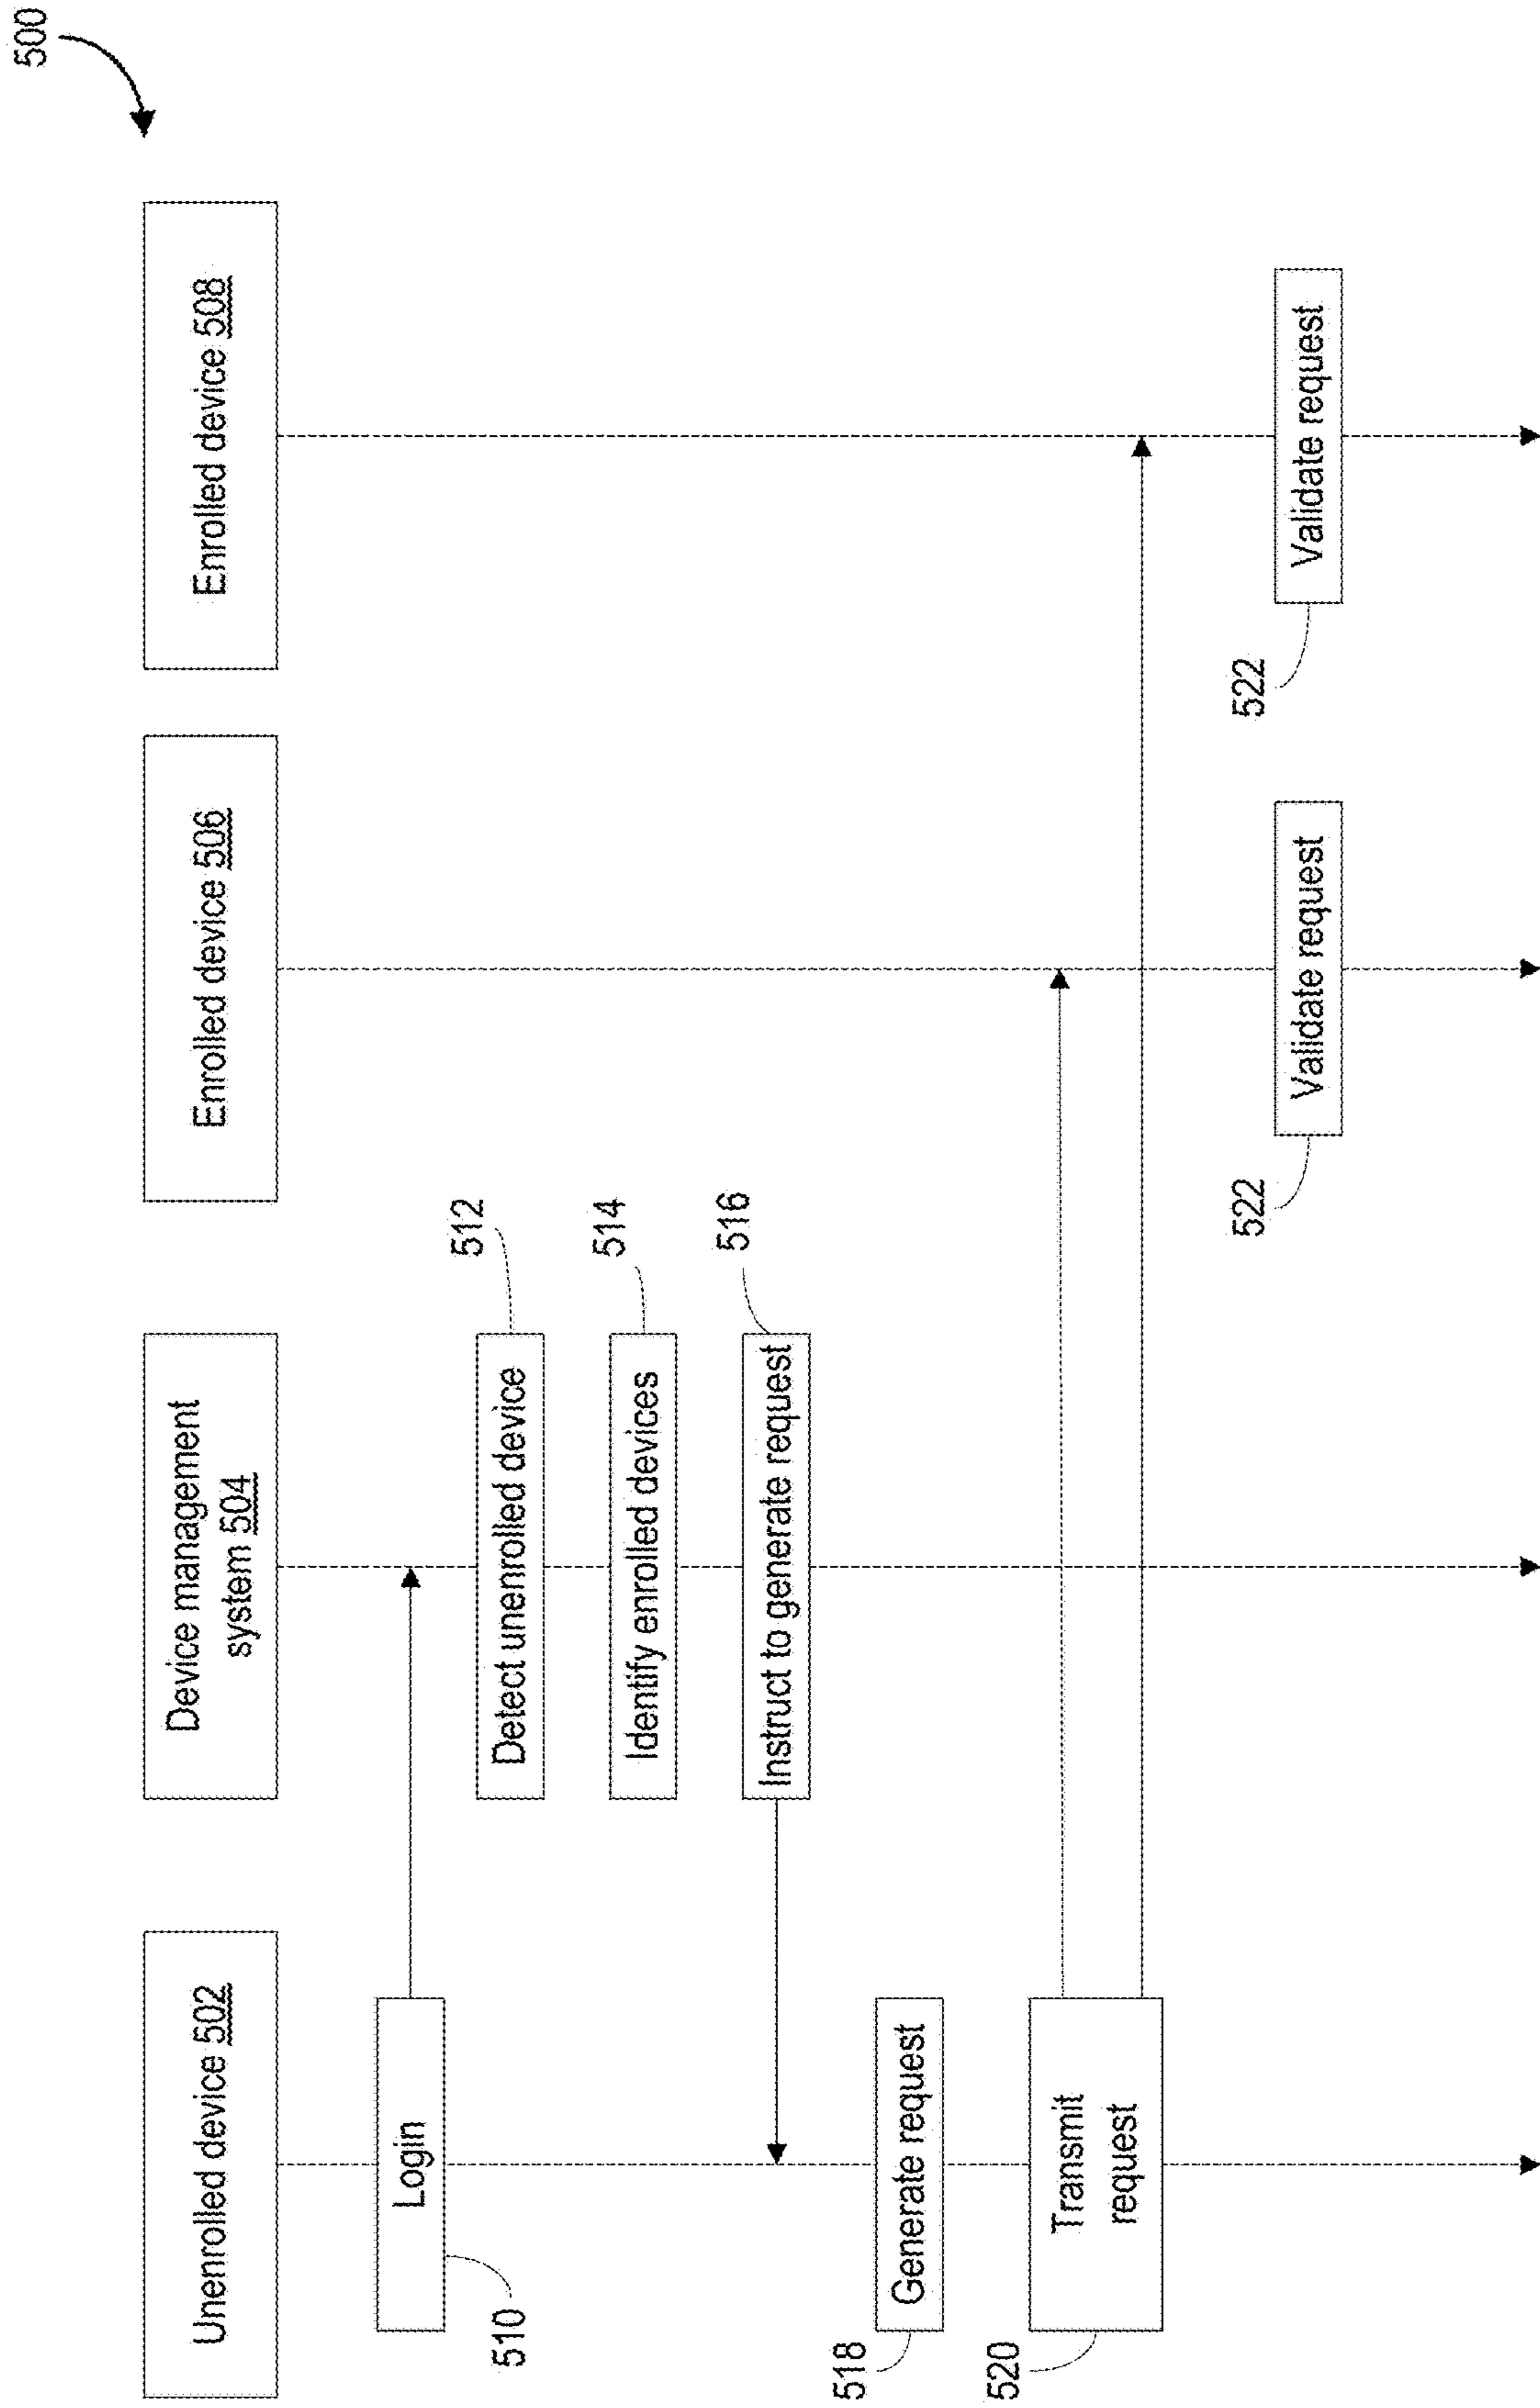 500
Unenrolled device 502
Device management
system 504
Enrolled device 506
Enrolled device 508
Login
510
Detect unenrolled device
512
Identify enrolled devices
514
Instruct to generate request
516
Generate request
518
Transmit
request
520
Validate request
522
Validate request
522